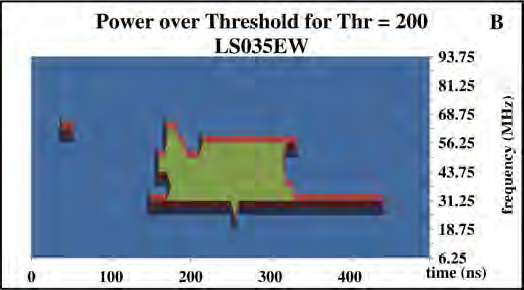 Power over Threshold for Thr = 200 B
LS035EW
93.75
81.25
68.75
56.25
43.75
31.25
18.75
6.25
frequency (MHz)
0 100 200 300 400 time (ns)